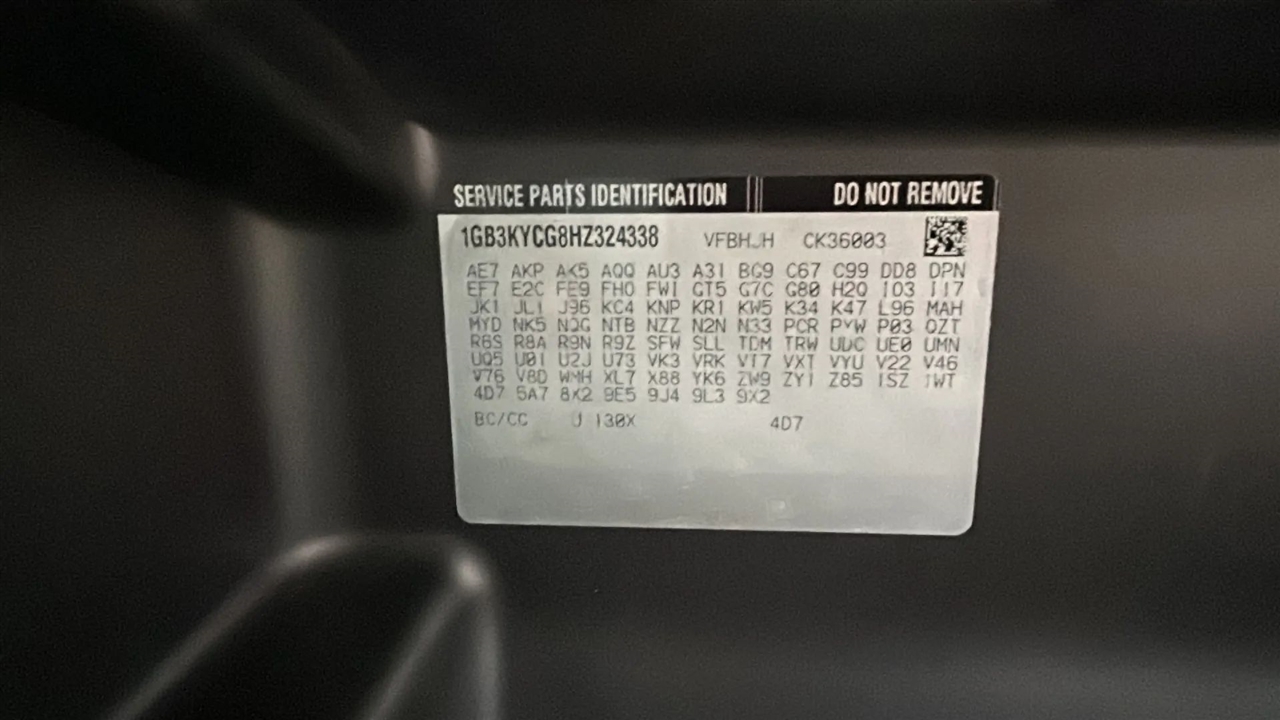 SERVICE PARTS IDENTIFICATION DO NOT REMOVE
1GB3KYCG8HZ324338 VFBHJH CK36003
AE7 AKP AK5 AQQ AU3 A31 BG9 C67 C99 DD8 DPN
EF7 E2C FE9 FHO FWI GT5 G7C G80 H2Q IO3 I17
JK1 JL1 J96 KC4 KNP KR1 KW5 K34 K47 L96 MAH
MYD NK5 NQG NTB NZZ N2N N33 PCR PYW P03 QZT
R6S R8A R9N R9Z SFW SLL TDM TRW UDC UE0 UMN
UQ5 U01 U2J U73 VK3 VRK VT7 VXT VYU V22 V46
V76 V8D WMH XL7 X88 YK6 ZW9 ZY1 Z85 1SZ 1WT
4D7 5A7 8X2 9E5 9J4 9L3 9X2
BC/CC U 130X 4D7